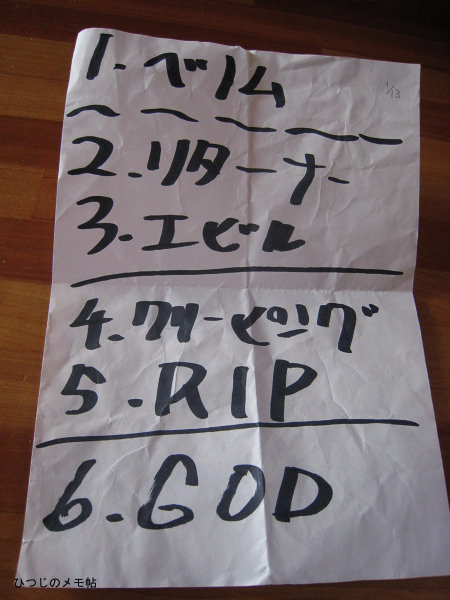 1. ベノム
1/13
2. リターナー
3. エビル
4. クリーピング
5. RIP
6. GOD
ひつじのメモ帖